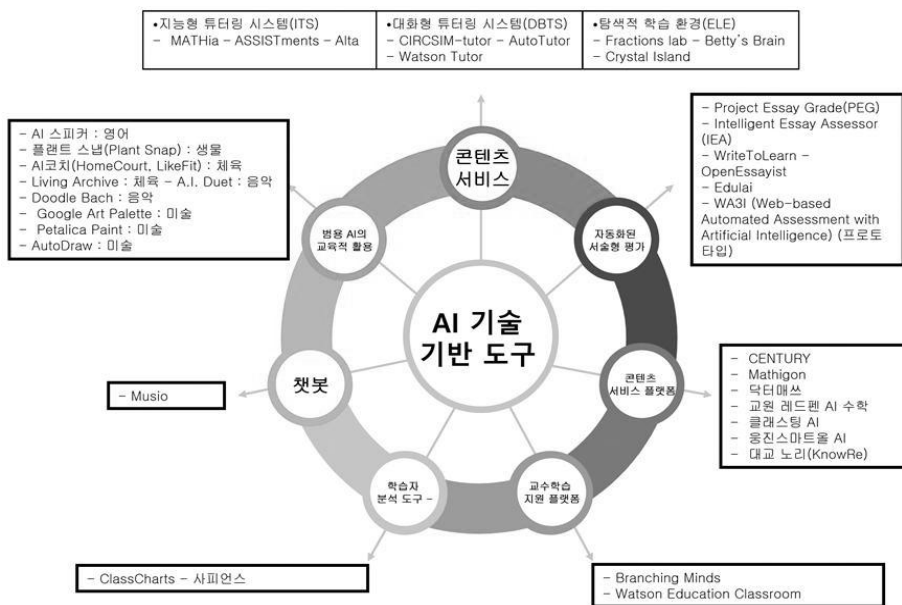 •지능형 튜터링 시스템(ITS)
- MATHia - ASSISTments - Alta
•대화형 튜터링 시스템(DBTS)
- CIRCSIM-tutor - AutoTutor
- Watson Tutor
•탐색적 학습 환경(ELE)
- Fractions lab - Betty's Brain
- Crystal Island
- AI 스피커 : 영어
- 플랜트 스냅(Plant Snap) : 생물
- AI코치(HomeCourt, LikeFit) : 체육
- Living Archive : 체육 - A.I. Duet : 음악
- Doodle Bach : 음악
- Google Art Palette : 미술
- Petalica Paint : 미술
- AutoDraw : 미술
- Project Essay Grade(PEG)
- Intelligent Essay Assessor
(IEA)
- WriteToLearn -
OpenEssayist
- Edulai
- WA3I (Web-based
Automated Assessment with
Artificial Intelligence) (프로토
타입)
콘텐츠
서비스
범용 AI의
교육적 활용
자동화된
서술형 평가
AI 기술
기반 도구
챗봇
콘텐츠
서비스 플랫폼
학습자
분석 도구 -
교수학습
지원 플랫폼
- Musio
- CENTURY
- Mathigon
- 닥터매쓰
- 교원 레드펜 AI 수학
- 클래스팅 AI
- 웅진스마트올 AI
- 대교 노리(KnowRe)
- ClassCharts - 사피언스
- Branching Minds
- Watson Education Classroom